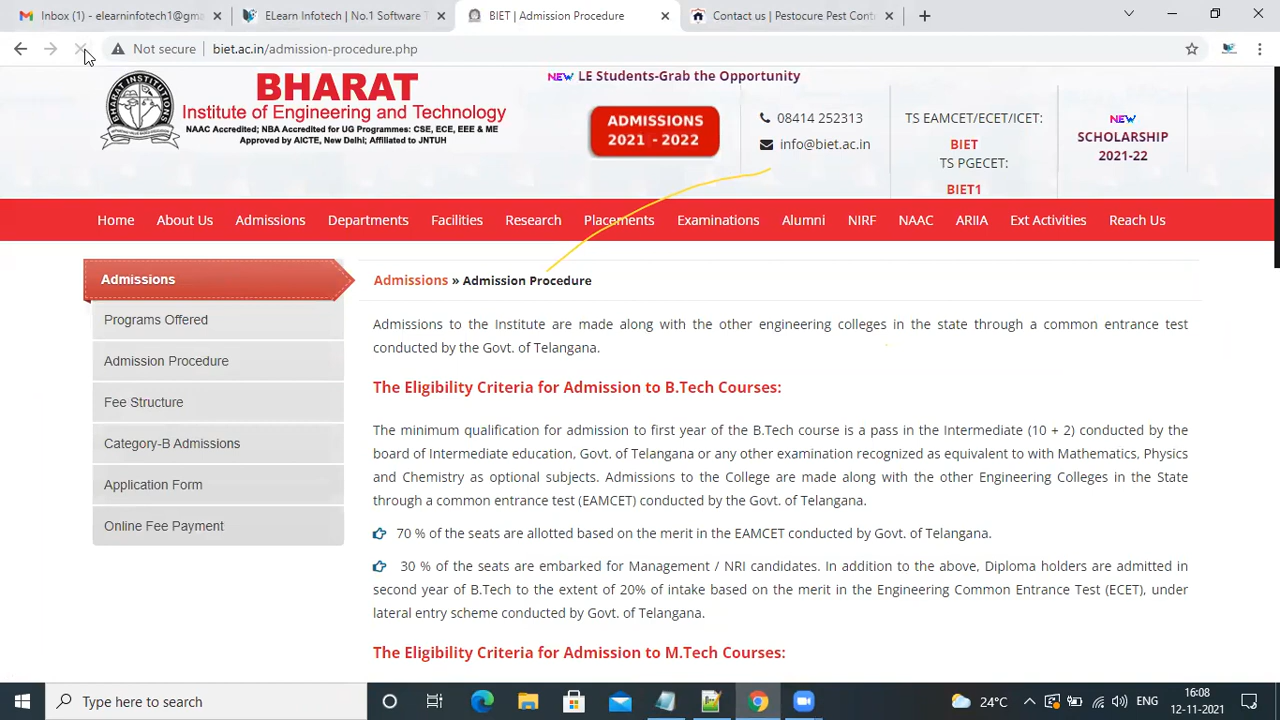 Inbox (1) - elearninfotech1@gma
ELearn Infotech | No.1 Software T
BIET | Admission Procedure
Contact us | Pestocure Pest Cont
Not secure
biet.ac.in/admission-procedure.php
BHARAT
Institute of Engineering and Technology
NAAC Accredited; NBA Accredited for UG Programmes: CSE, ECE, EEE & ME
Approved by AICTE, New Delhi; Affiliated to JNTUH
BHARAT INSTITUTIONS
NEW LE Students-Grab the Opportunity
ADMISSIONS
2021 - 2022
08414 252313
info@biet.ac.in
TS EAMCET/ECET/ICET:
BIET
TS PGECET:
BIET1
NEW
SCHOLARSHIP
2021-22
Home About Us Admissions Departments Facilities Research Placements Examinations Alumni NIRF NAAC ARIIA Ext Activities Reach Us
Admissions
Programs Offered
Admission Procedure
Fee Structure
Category-B Admissions
Application Form
Online Fee Payment
Admissions » Admission Procedure
Admissions to the Institute are made along with the other engineering colleges in the state through a common entrance test
conducted by the Govt. of Telangana.
The Eligibility Criteria for Admission to B.Tech Courses:
The minimum qualification for admission to first year of the B.Tech course is a pass in the Intermediate (10 + 2) conducted by the
board of Intermediate education, Govt. of Telangana or any other examination recognized as equivalent to with Mathematics, Physics
and Chemistry as optional subjects. Admissions to the College are made along with the other Engineering Colleges in the State
through a common entrance test (EAMCET) conducted by the Govt. of Telangana.
70 % of the seats are allotted based on the merit in the EAMCET conducted by Govt. of Telangana.
30 % of the seats are embarked for Management / NRI candidates. In addition to the above, Diploma holders are admitted in
second year of B.Tech to the extent of 20% of intake based on the merit in the Engineering Common Entrance Test (ECET), under
lateral entry scheme conducted by Govt. of Telangana.
The Eligibility Criteria for Admission to M.Tech Courses:
Type here to search
24°C
ENG
16:08
12-11-2021